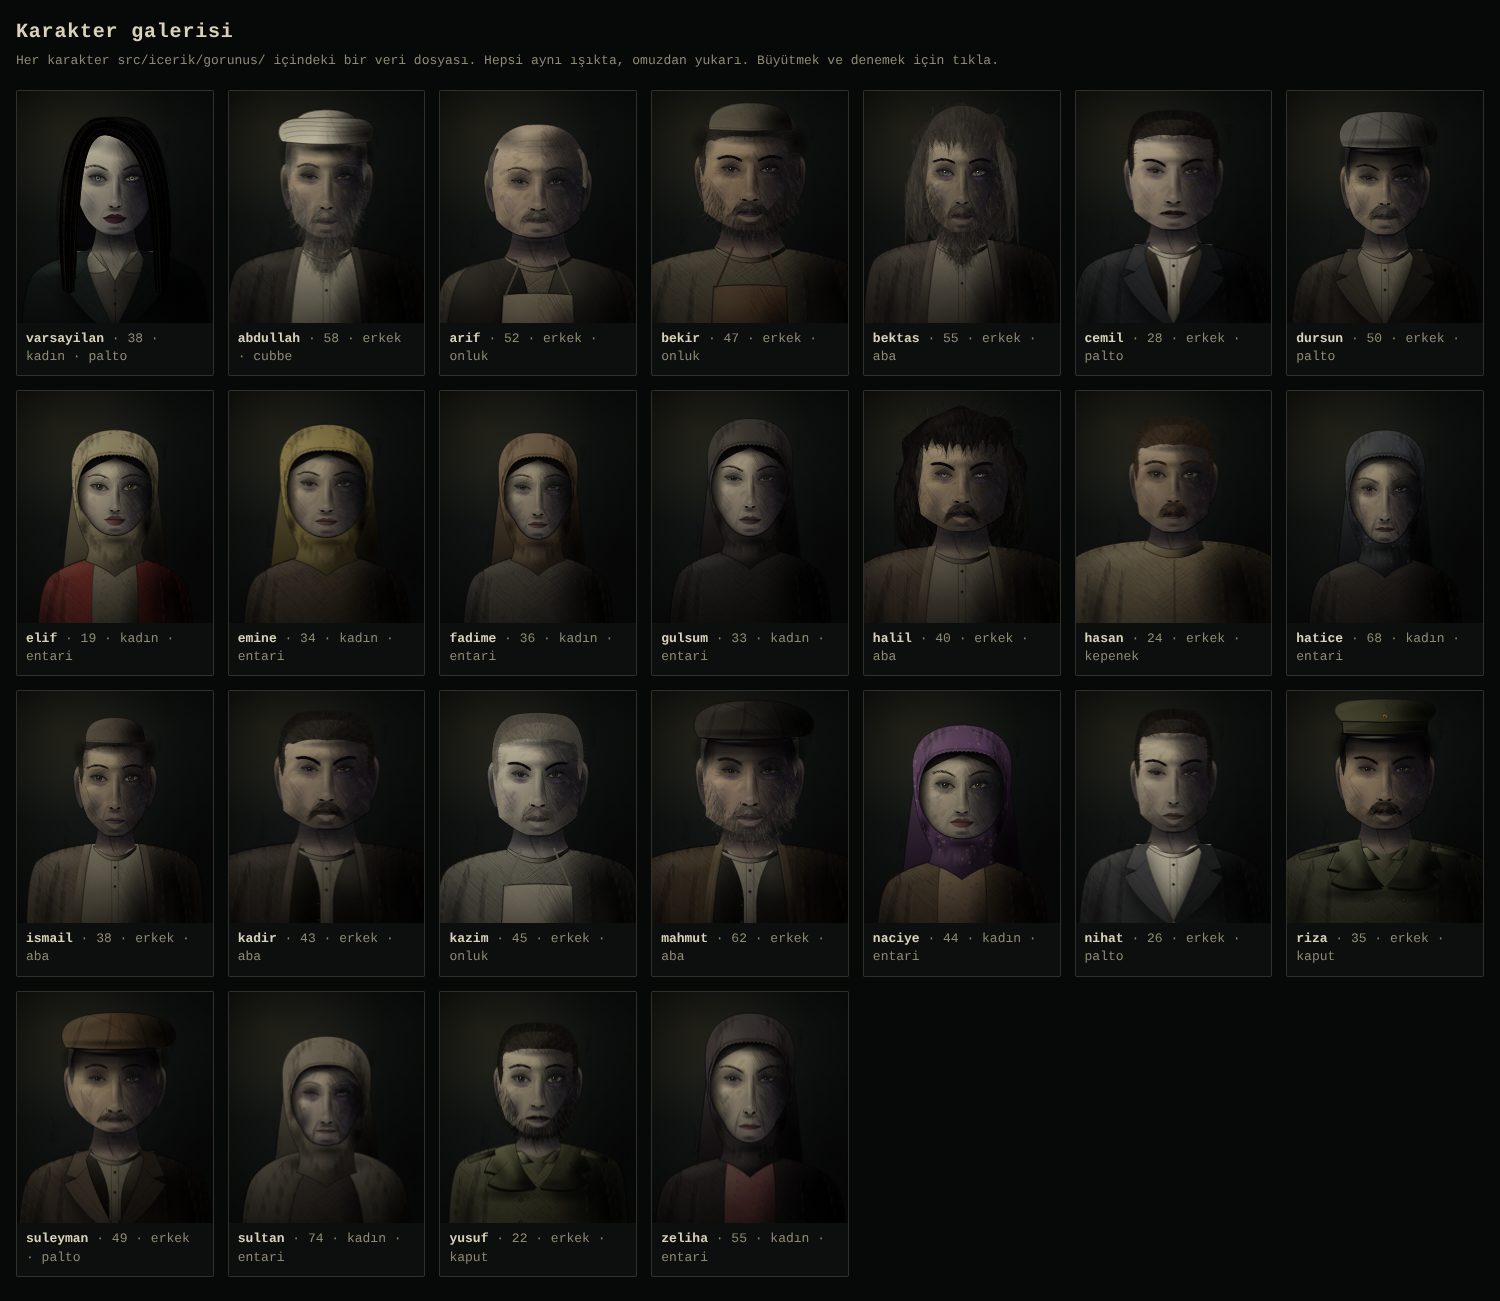 Karakter galerisi
Her karakter src/icerik/gorunus/ içindeki bir veri dosyası. Hepsi aynı ışıkta, omuzdan yukarı. Büyütmek ve denemek için tıkla.
varsayilan · 38 ·
kadın · palto
abdullah · 58 · erkek
· cubbe
arif · 52 · erkek ·
onluk
bekir · 47 · erkek ·
onluk
bektas · 55 · erkek ·
aba
cemil · 28 · erkek ·
palto
dursun · 50 · erkek ·
palto
elif · 19 · kadın ·
entari
emine · 34 · kadın ·
entari
fadime · 36 · kadın ·
entari
gulsum · 33 · kadın ·
entari
halil · 40 · erkek ·
aba
hasan · 24 · erkek ·
kepenek
hatice · 68 · kadın ·
entari
ismail · 38 · erkek ·
aba
kadir · 43 · erkek ·
aba
kazim · 45 · erkek ·
onluk
mahmut · 62 · erkek ·
aba
naciye · 44 · kadın ·
entari
nihat · 26 · erkek ·
palto
riza · 35 · erkek ·
kaput
suleyman · 49 · erkek
· palto
sultan · 74 · kadın ·
entari
yusuf · 22 · erkek ·
kaput
zeliha · 55 · kadın ·
entari